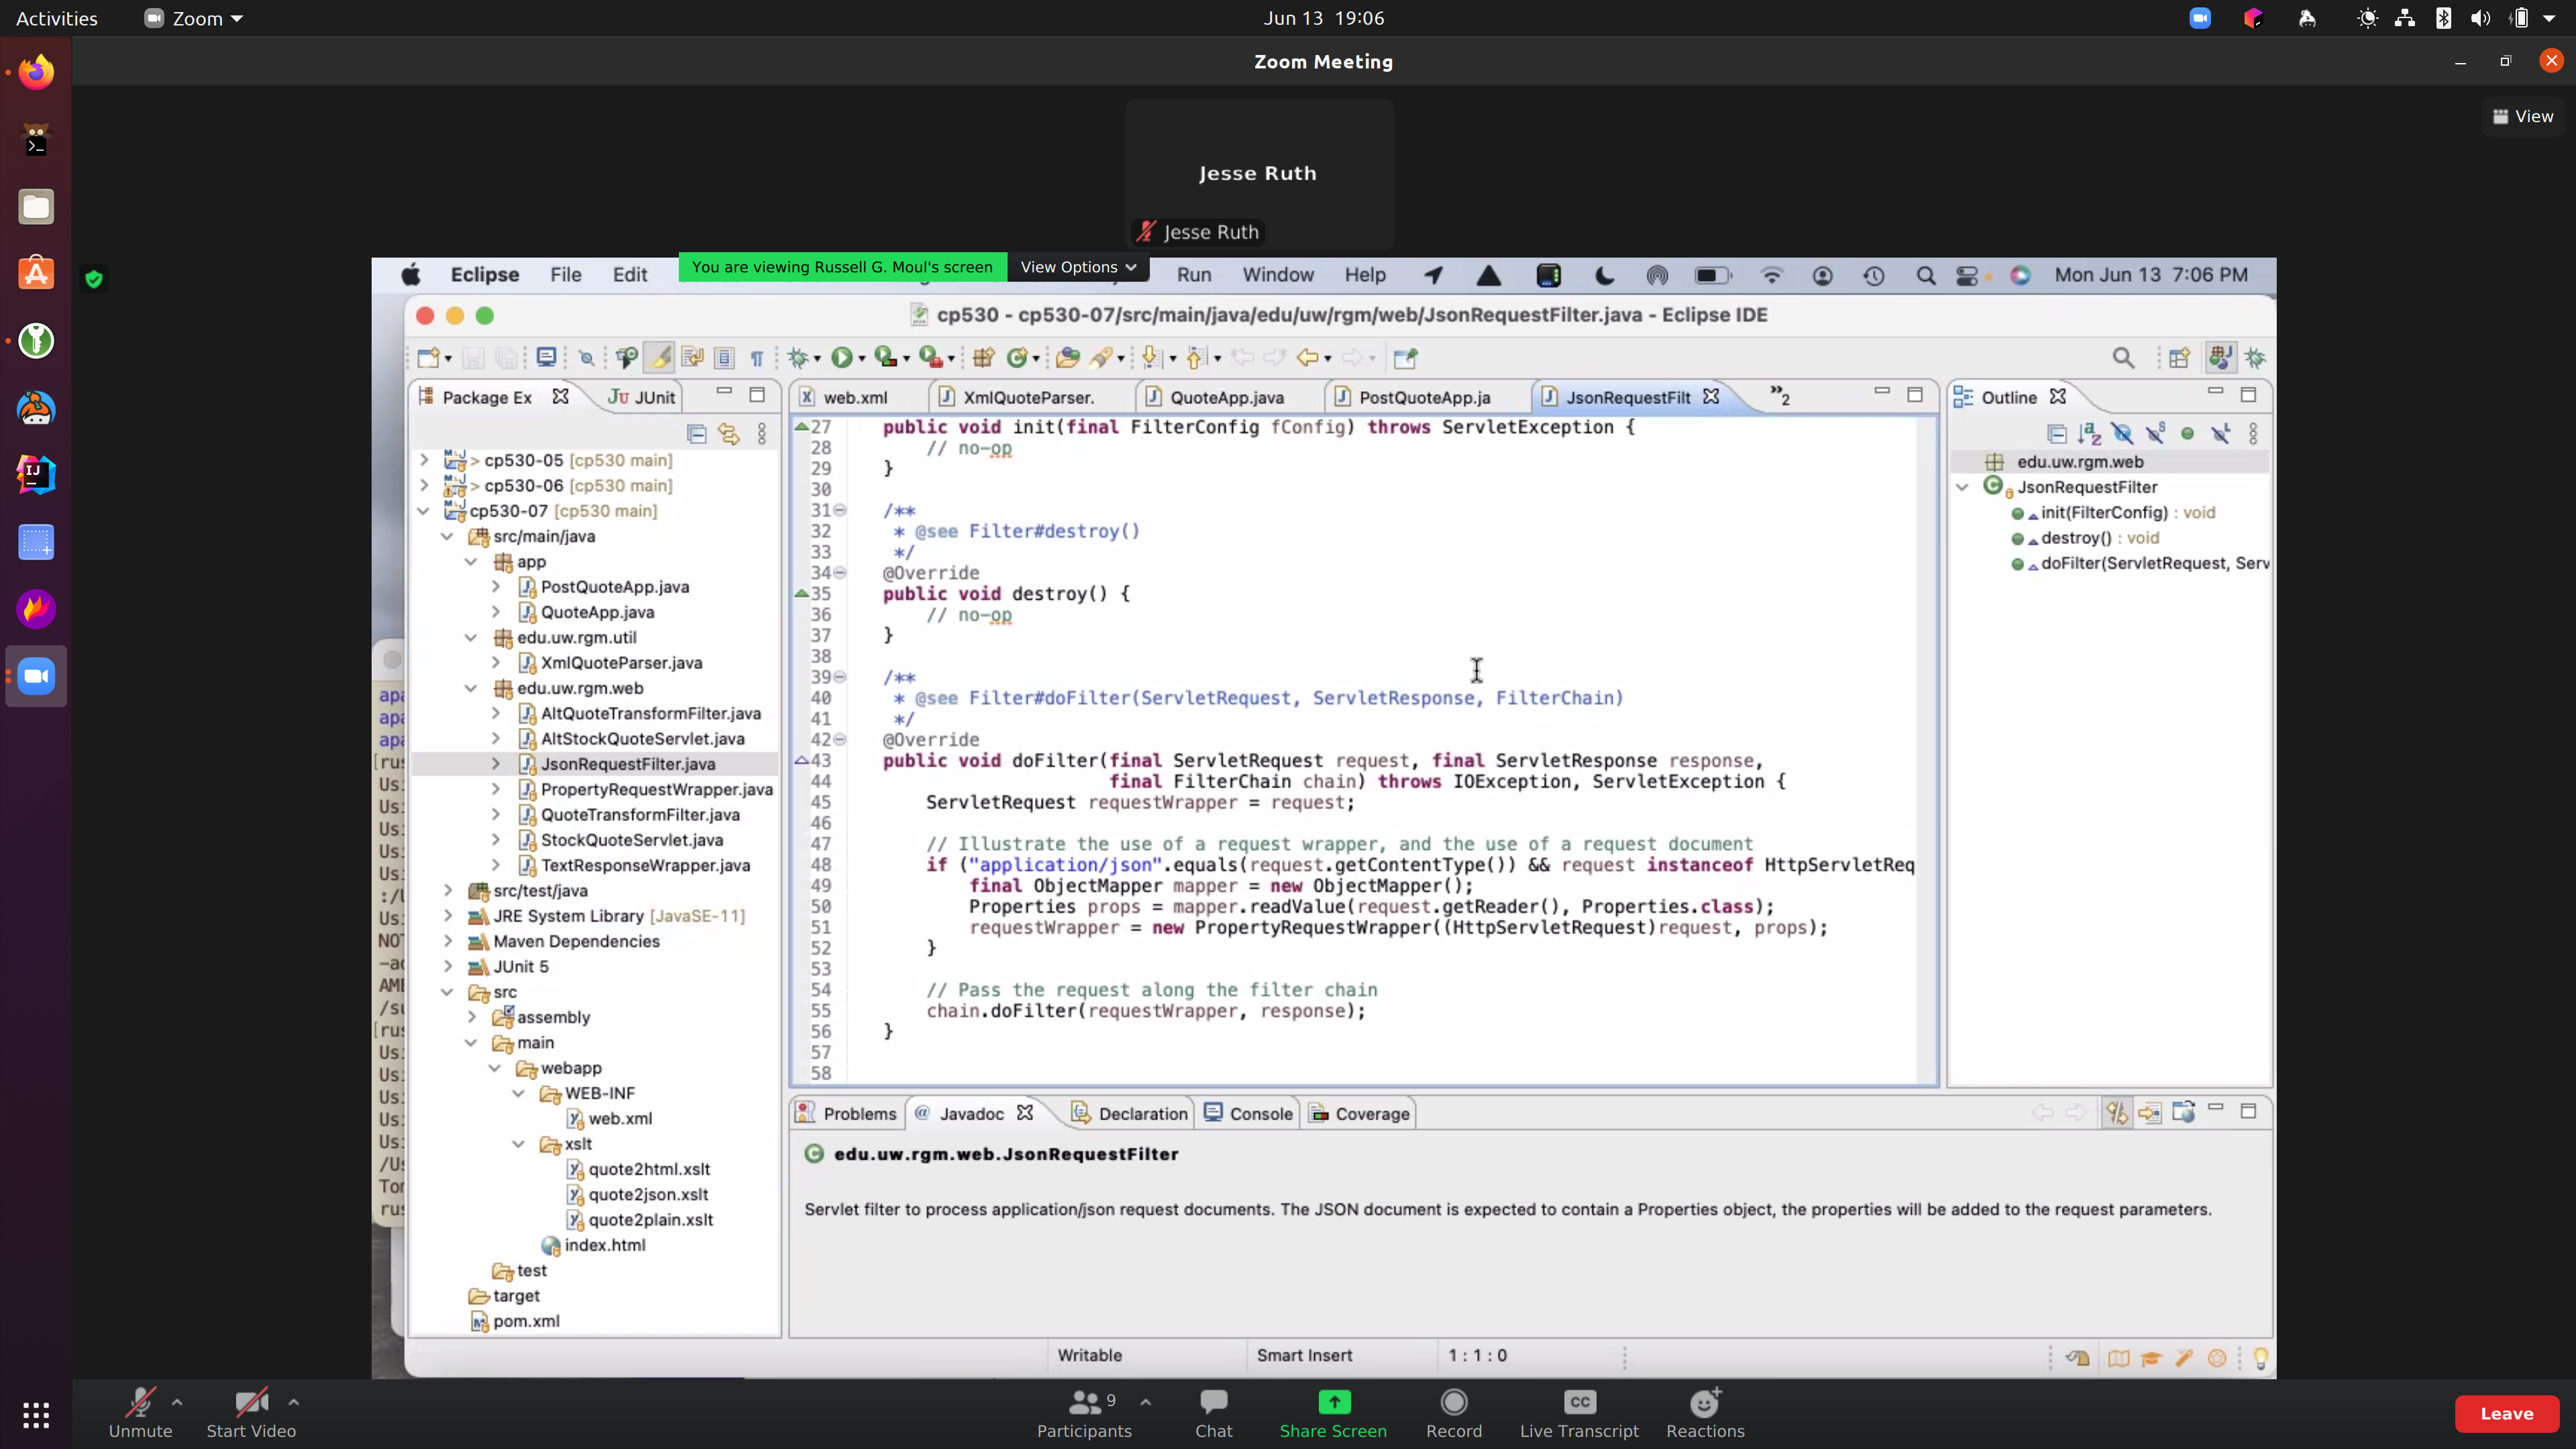 Activities
Zoom
Jun 13 19:06
Zoom Meeting
View
Jesse Ruth
Jesse Ruth
You are viewing Russell G. Moul's screen
View Options
Eclipse File Edit
Run Window Help
Mon Jun 13 7:06 PM
cp530 - cp530-07/src/main/java/edu/uw/rgm/web/JsonRequestFilter.java - Eclipse IDE
Package Ex
JUnit
web.xml
XmlQuoteParser.
QuoteApp.java
PostQuoteApp.ja
JsonRequestFilt
»2
Outline
> cp530-05 [cp530 main]
> cp530-06 [cp530 main]
cp530-07 [cp530 main]
src/main/java
app
PostQuoteApp.java
QuoteApp.java
edu.uw.rgm.util
XmlQuoteParser.java
edu.uw.rgm.web
AltQuoteTransformFilter.java
AltStockQuoteServlet.java
JsonRequestFilter.java
PropertyRequestWrapper.java
QuoteTransformFilter.java
StockQuoteServlet.java
TextResponseWrapper.java
src/test/java
JRE System Library [JavaSE-11]
Maven Dependencies
JUnit 5
src
assembly
main
webapp
WEB-INF
web.xml
xslt
quote2html.xslt
quote2json.xslt
quote2plain.xslt
index.html
test
target
pom.xml
27 public void init(final FilterConfig fConfig) throws ServletException {
28 // no-op
29 }
30
31 /**
32 * @see Filter#destroy()
33 */
34 @Override
35 public void destroy() {
36 // no-op
37 }
38
39 /**
40 * @see Filter#doFilter(ServletRequest, ServletResponse, FilterChain)
41 */
42 @Override
43 public void doFilter(final ServletRequest request, final ServletResponse response,
44 final FilterChain chain) throws IOException, ServletException {
45 ServletRequest requestWrapper = request;
46
47 // Illustrate the use of a request wrapper, and the use of a request document
48 if ("application/json".equals(request.getContentType()) && request instanceof HttpServletReq
49 final ObjectMapper mapper = new ObjectMapper();
50 Properties props = mapper.readValue(request.getReader(), Properties.class);
51 requestWrapper = new PropertyRequestWrapper((HttpServletRequest)request, props);
52 }
53
54 // Pass the request along the filter chain
55 chain.doFilter(requestWrapper, response);
56 }
57
58
edu.uw.rgm.web
JsonRequestFilter
init(FilterConfig) : void
destroy() : void
doFilter(ServletRequest, Serv
Problems
@ Javadoc
Declaration
Console
Coverage
edu.uw.rgm.web.JsonRequestFilter
Servlet filter to process application/json request documents. The JSON document is expected to contain a Properties object, the properties will be added to the request parameters.
Writable
Smart Insert
1 : 1 : 0
Unmute
Start Video
Participants
9
Chat
Share Screen
Record
Live Transcript
Reactions
Leave